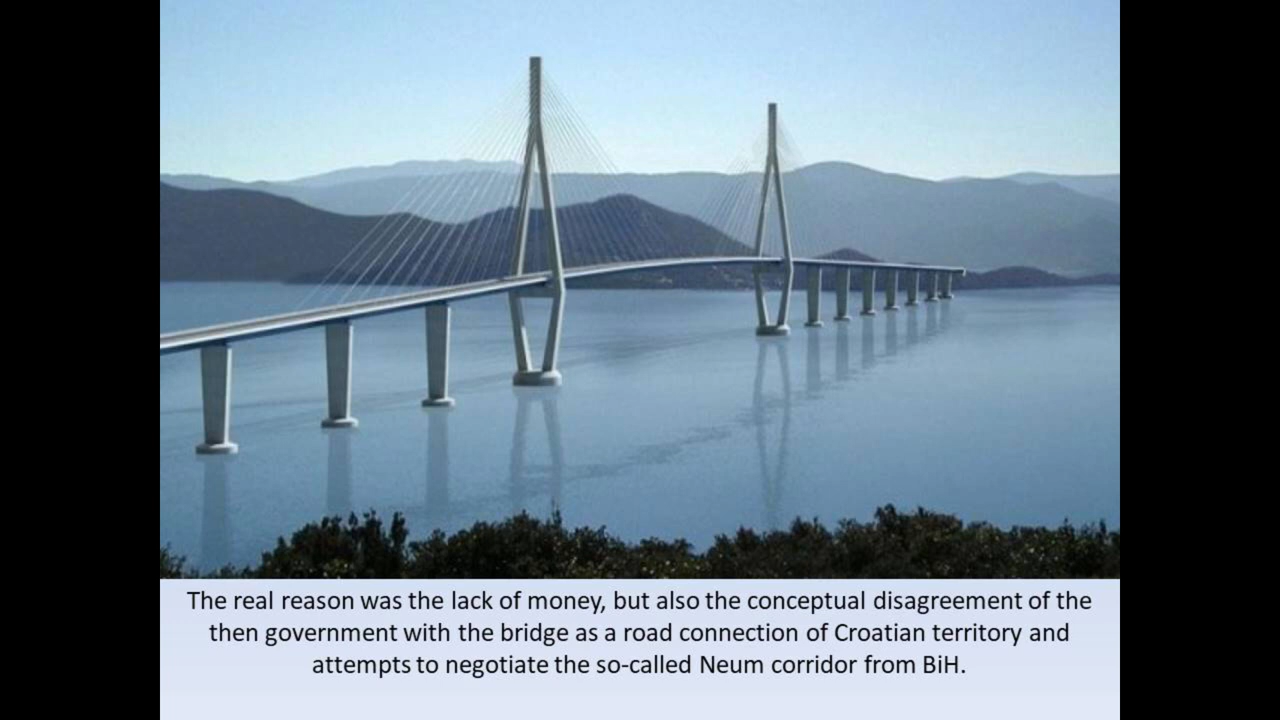 The real reason was the lack of money, but also the conceptual disagreement of the
then government with the bridge as a road connection of Croatian territory and
attempts to negotiate the so-called Neum corridor from BiH.